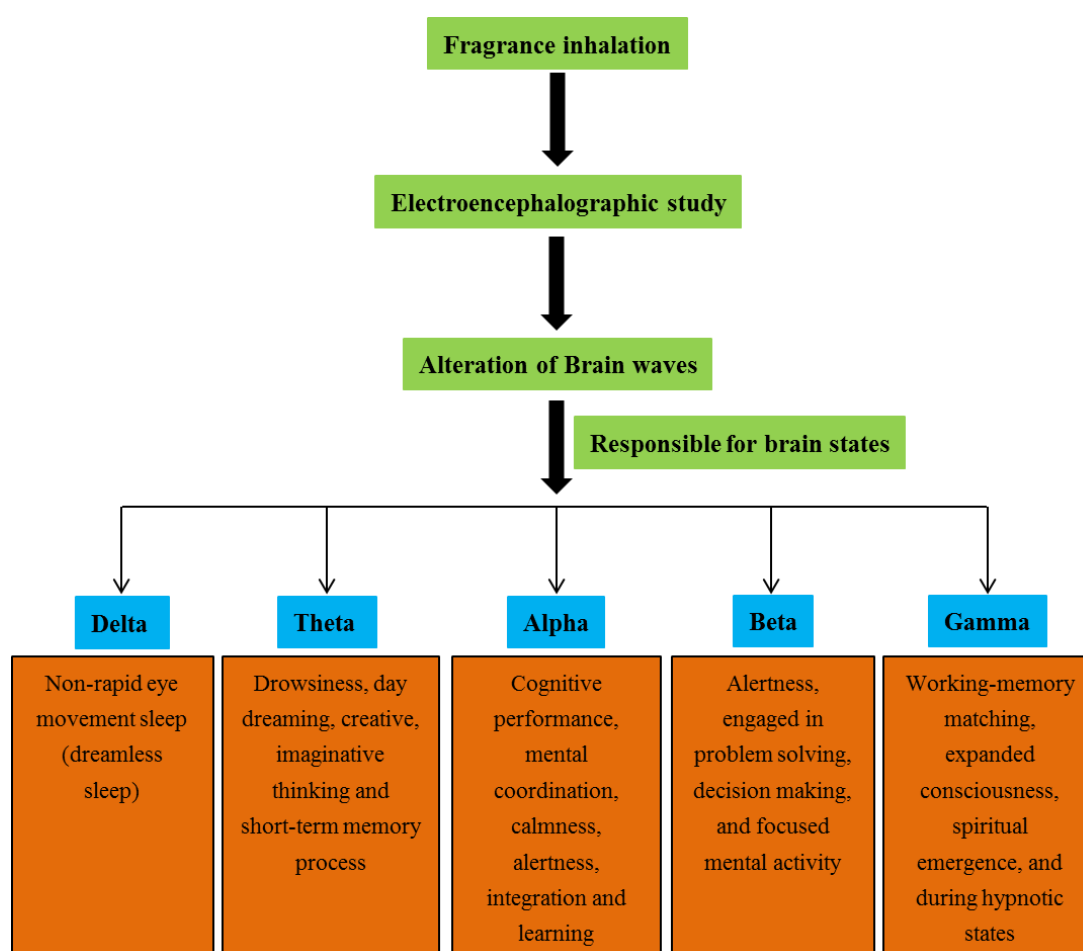 Fragrance inhalation
Electroencephalographic study
Alteration of Brain waves
Responsible for brain states
Delta
Theta
Alpha
Beta
Gamma
Non-rapid eye
movement sleep
(dreamless
sleep)
Drowsiness, day
dreaming, creative,
imaginative
thinking and
short-term memory
process
Cognitive
performance,
mental
coordination,
calmness,
alertness,
integration and
learning
Alertness,
engaged in
problem solving,
decision making,
and focused
mental activity
Working-memory
matching,
expanded
consciousness,
spiritual
emergence, and
during hypnotic
states